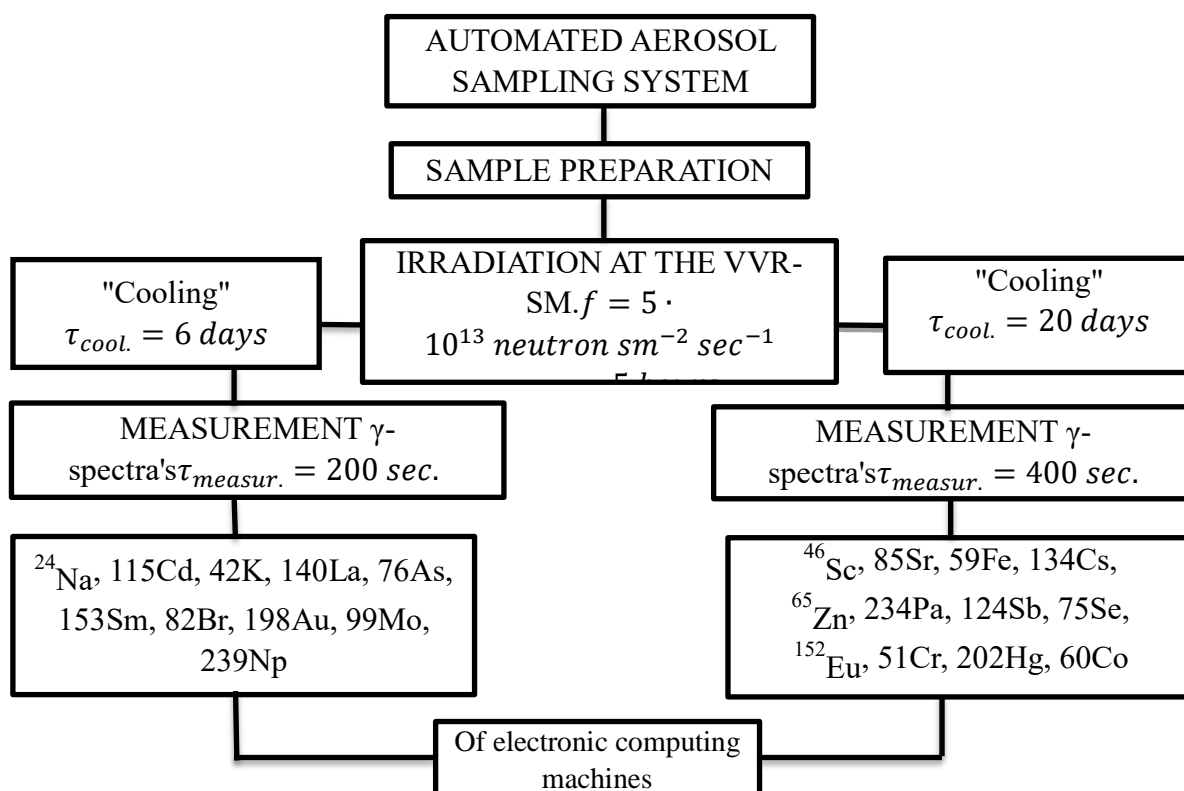 AUTOMATED AEROSOL
SAMPLING SYSTEM
SAMPLE PREPARATION
IRRADIATION AT THE VVR-
SM.f = 5 ·
10¹³ neutron sm⁻² sec⁻¹
"Cooling"
τcool. = 6 days
"Cooling"
τcool. = 20 days
MEASUREMENT γ-
spectra'sτmeasur. = 200 sec.
MEASUREMENT γ-
spectra'sτmeasur. = 400 sec.
²⁴Na, 115Cd, 42K, 140La, 76As,
153Sm, 82Br, 198Au, 99Mo,
239Np
⁴⁶Sc, 85Sr, 59Fe, 134Cs,
⁶⁵Zn, 234Pa, 124Sb, 75Se,
¹⁵²Eu, 51Cr, 202Hg, 60Co
Of electronic computing
machines